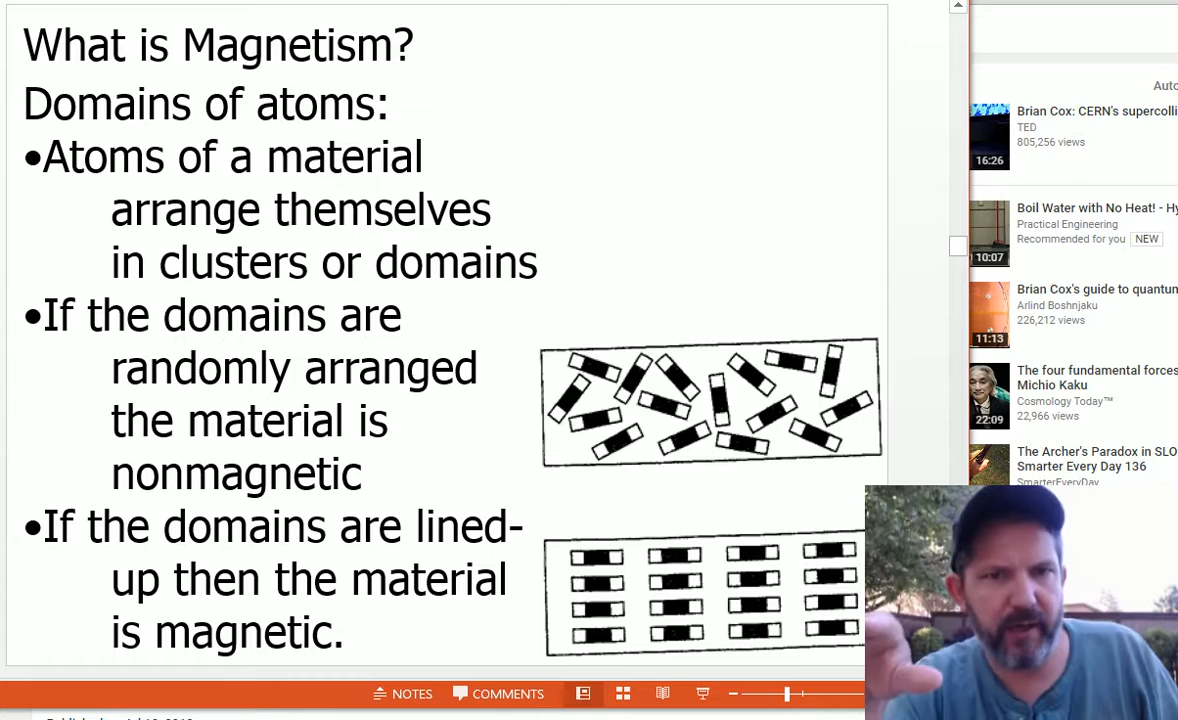 What is Magnetism?
Domains of atoms:
•Atoms of a material
arrange themselves
in clusters or domains
•If the domains are
randomly arranged
the material is
nonmagnetic
•If the domains are lined-
up then the material
is magnetic.
NOTES
COMMENTS
Auto
Brian Cox: CERN's supercolli
TED
805,256 views
16:26
Boil Water with No Heat! - Hy
Practical Engineering
Recommended for you NEW
10:07
Brian Cox's guide to quantun
Arlind Boshnjaku
226,212 views
11:13
The four fundamental forces
Michio Kaku
Cosmology Today™
22,966 views
22:09
The Archer's Paradox in SLO
Smarter Every Day 136
SmarterEveryDay